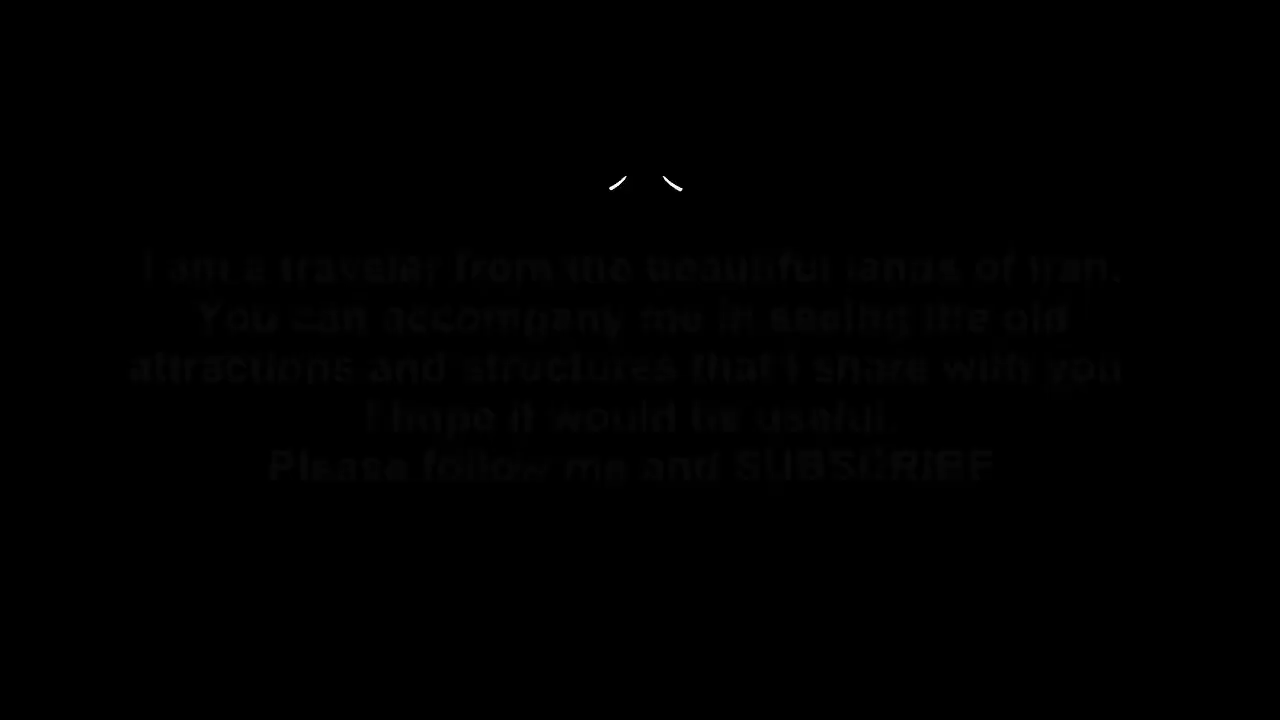 I am a traveler from the beautiful lands of Iran.
You can accompany me in seeing the old
attractions and structures that I share with you
I hope it would be useful.
Please follow me and SUBSCRIBE